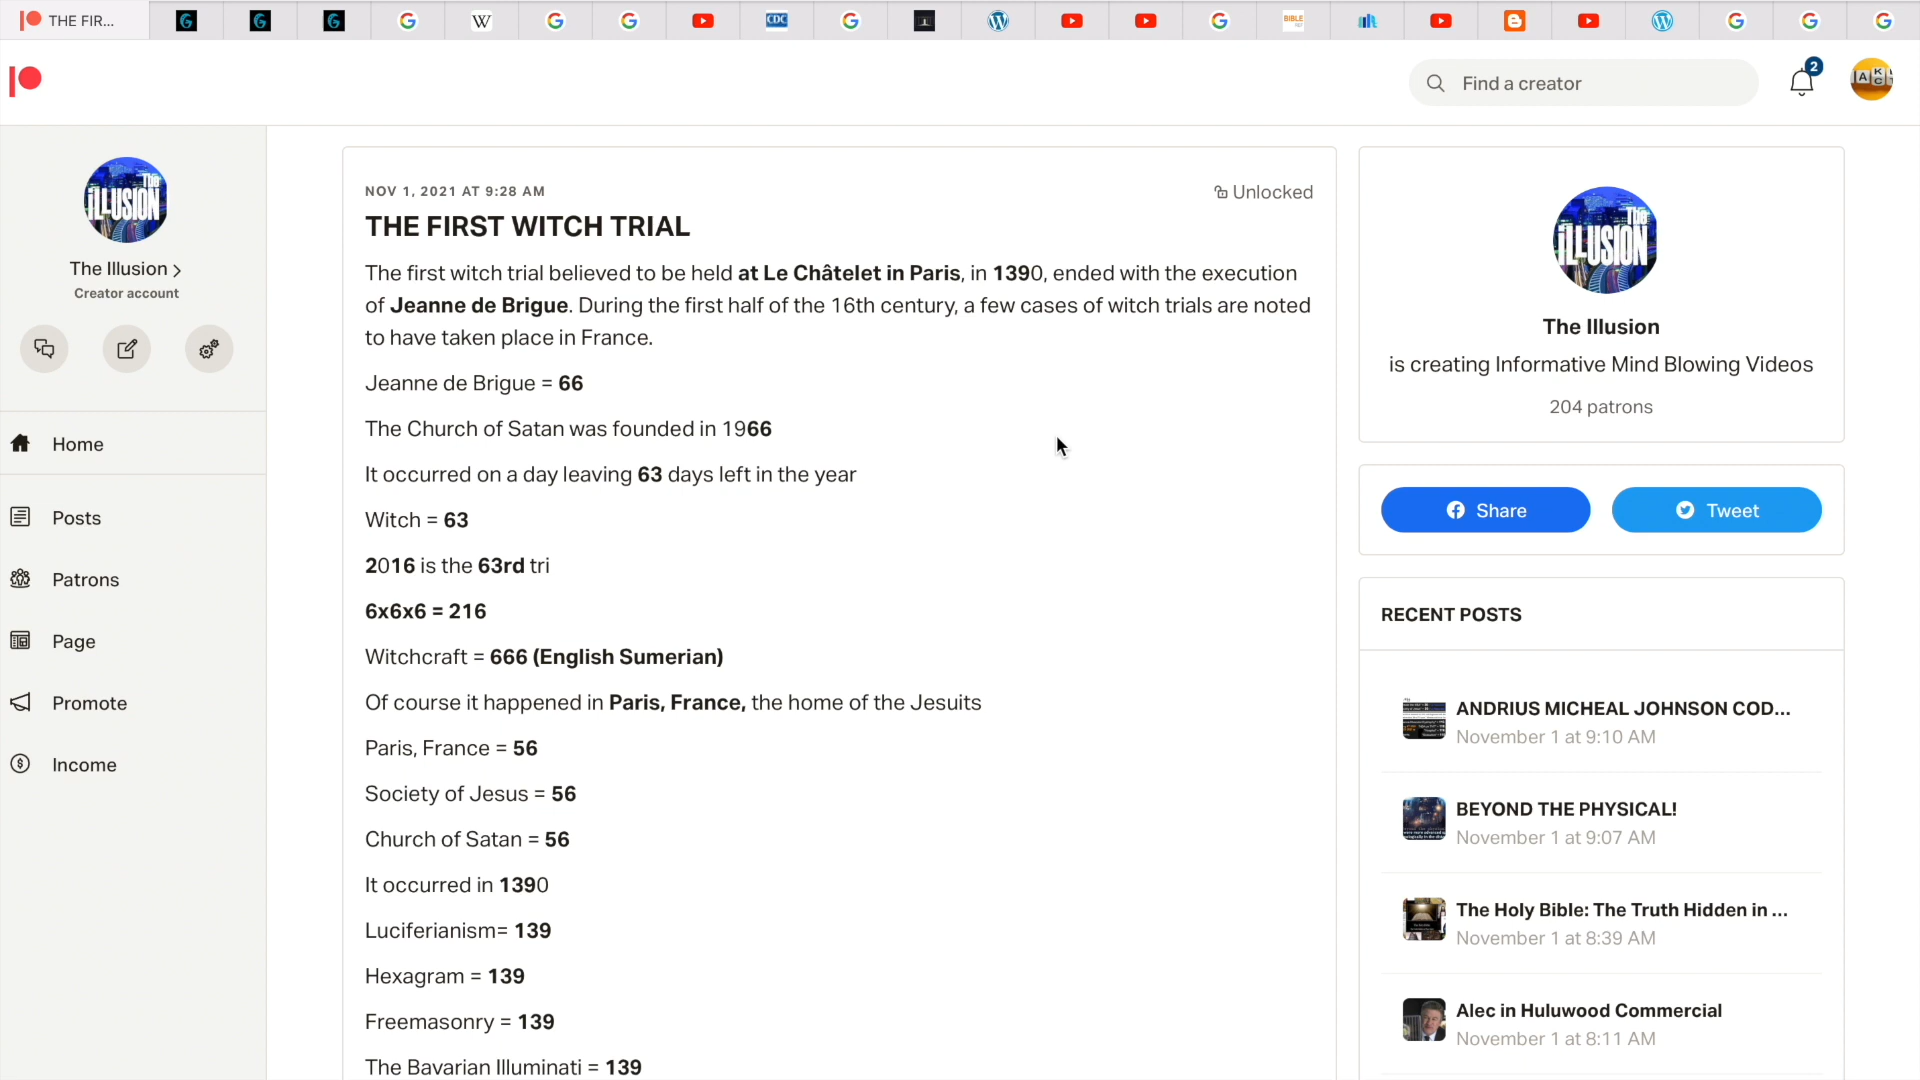 THE FIR...
Find a creator
2
The Illusion
Creator account
Home
Posts
Patrons
Page
Promote
Income
NOV 1, 2021 AT 9:28 AM
Unlocked
THE FIRST WITCH TRIAL
The first witch trial believed to be held at Le Châtelet in Paris, in 1390, ended with the execution
of Jeanne de Brigue. During the first half of the 16th century, a few cases of witch trials are noted
to have taken place in France.
Jeanne de Brigue = 66
The Church of Satan was founded in 1966
It occurred on a day leaving 63 days left in the year
Witch = 63
2016 is the 63rd tri
6x6x6 = 216
Witchcraft = 666 (English Sumerian)
Of course it happened in Paris, France, the home of the Jesuits
Paris, France = 56
Society of Jesus = 56
Church of Satan = 56
It occurred in 1390
Luciferianism= 139
Hexagram = 139
Freemasonry = 139
The Bavarian Illuminati = 139
The ILLUSION
The Illusion
is creating Informative Mind Blowing Videos
204 patrons
Share
Tweet
RECENT POSTS
ANDRIUS MICHEAL JOHNSON COD...
November 1 at 9:10 AM
BEYOND THE PHYSICAL!
November 1 at 9:07 AM
The Holy Bible: The Truth Hidden in ...
November 1 at 8:39 AM
Alec in Huluwood Commercial
November 1 at 8:11 AM